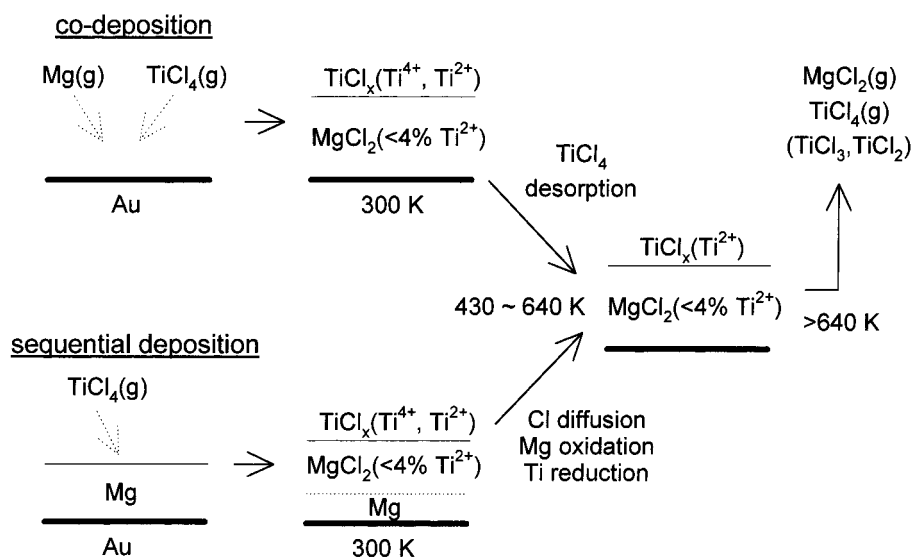 co-deposition
Mg(g) TiCl4(g)
Au
TiClx(Ti4+, Ti2+)
MgCl2(<4% Ti2+)
300 K
TiCl4
desorption
MgCl2(g)
TiCl4(g)
(TiCl3,TiCl2)
TiClx(Ti2+)
430 ~ 640 K MgCl2(<4% Ti2+)
>640 K
sequential deposition
TiCl4(g)
Mg
Au
TiClx(Ti4+, Ti2+)
MgCl2(<4% Ti2+)
Mg
300 K
Cl diffusion
Mg oxidation
Ti reduction